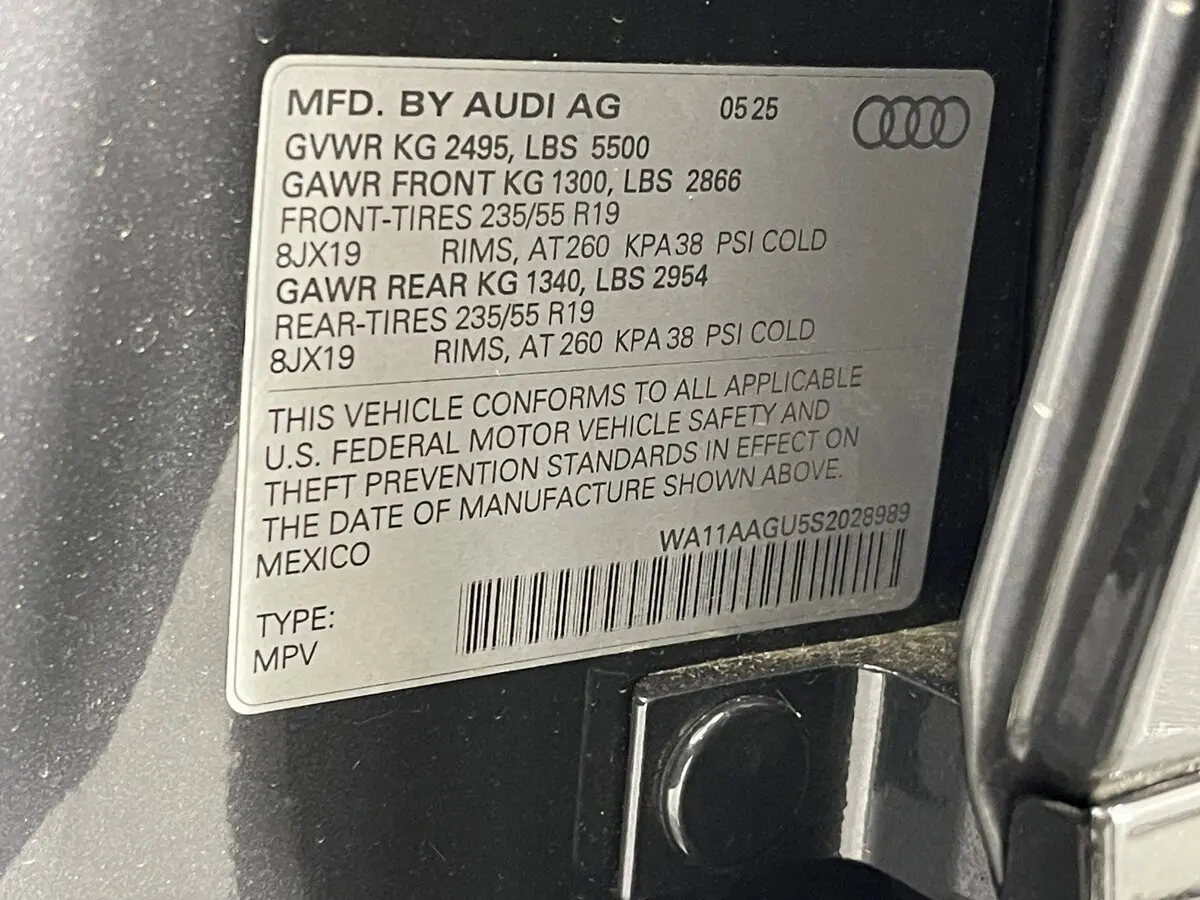 MFD. BY AUDI AG 05 25
GVWR KG 2495, LBS 5500
GAWR FRONT KG 1300, LBS 2866
FRONT-TIRES 235/55 R19
8JX19 RIMS, AT 260 KPA 38 PSI COLD
GAWR REAR KG 1340, LBS 2954
REAR-TIRES 235/55 R19
8JX19 RIMS, AT 260 KPA 38 PSI COLD
THIS VEHICLE CONFORMS TO ALL APPLICABLE
U.S. FEDERAL MOTOR VEHICLE SAFETY AND
THEFT PREVENTION STANDARDS IN EFFECT ON
THE DATE OF MANUFACTURE SHOWN ABOVE.
MEXICO WA11AAGU5S2028989
TYPE:
MPV